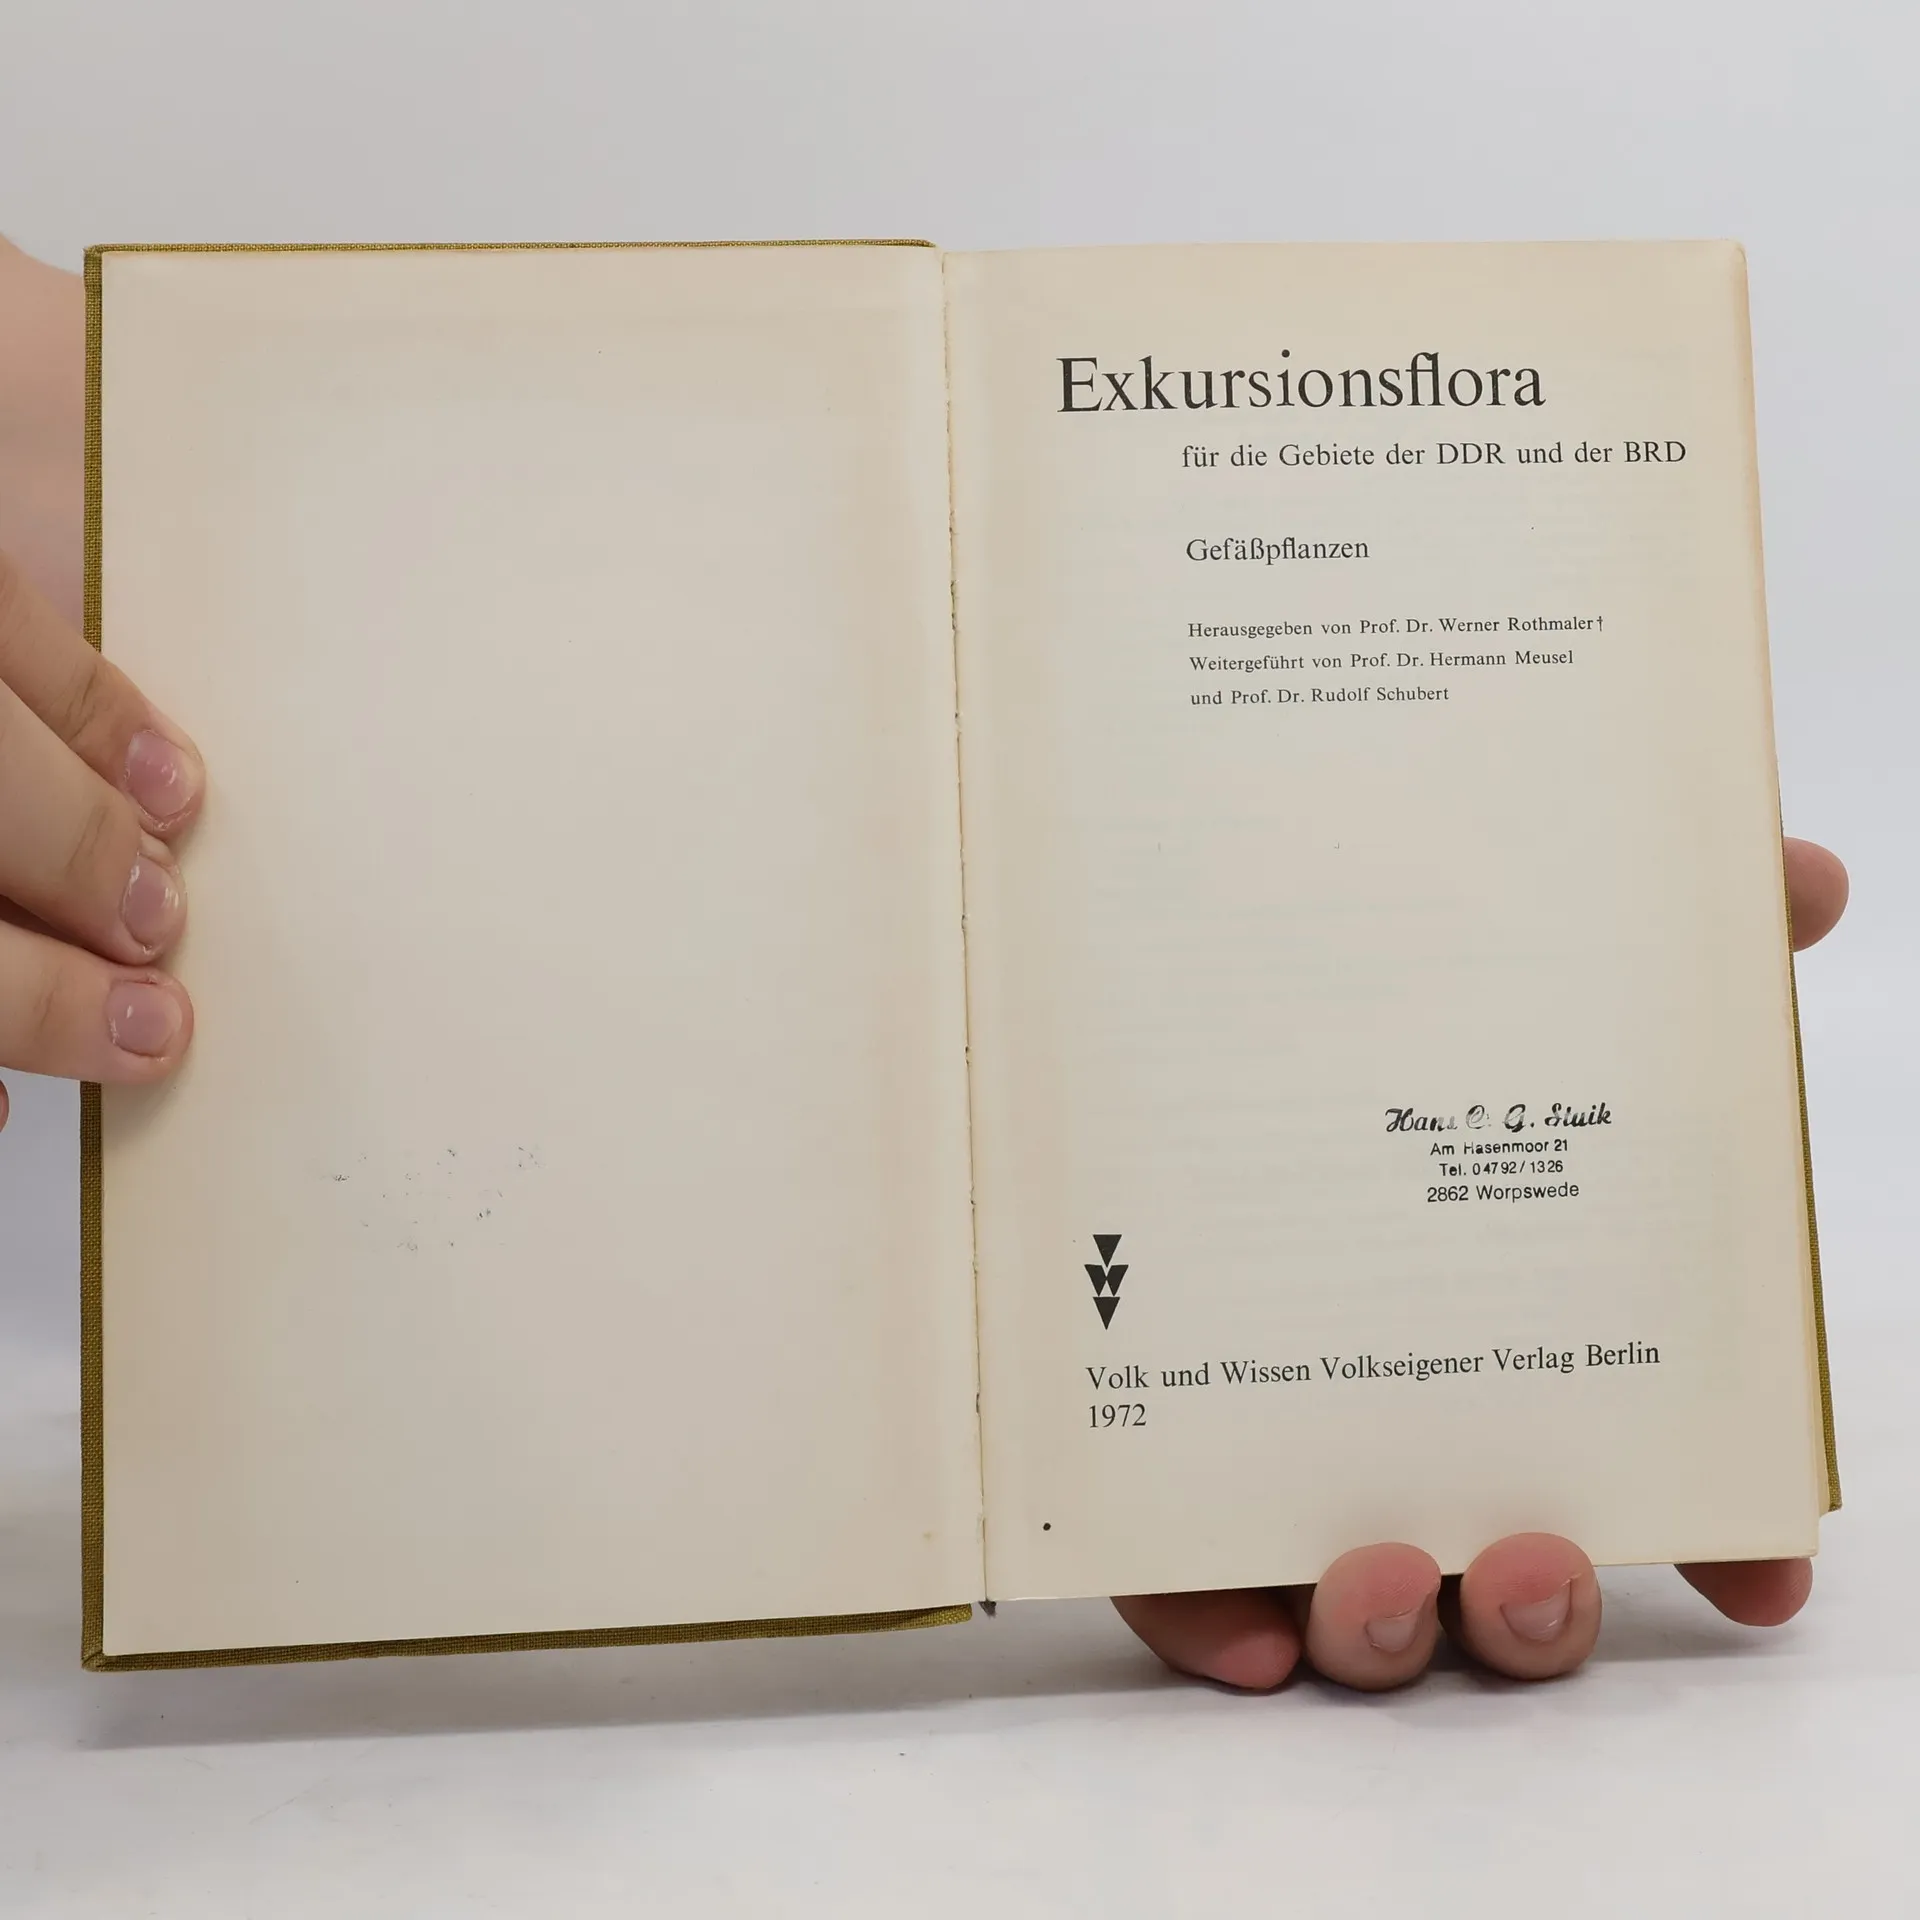 Exkursionsflora
für die Gebiete der DDR und der BRD
Gefäßpflanzen
Herausgegeben von Prof. Dr. Werner Rothmaler†
Weitergeführt von Prof. Dr. Hermann Meusel
und Prof. Dr. Rudolf Schubert
Hans C. G. Stuik
Am Hasenmoor 21
Tel. 04792/1326
2862 Worpswede
Volk und Wissen Volkseigener Verlag Berlin
1972